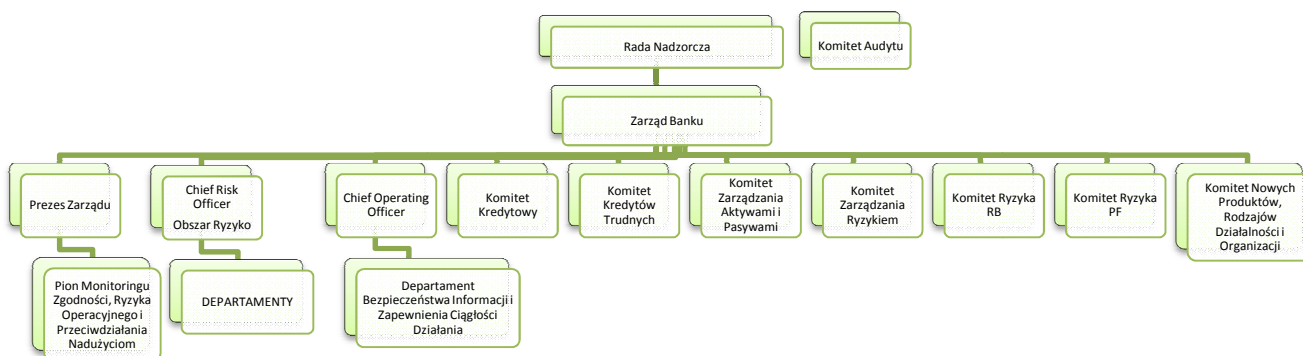 Rada Nadzorcza
Komitet Audytu
Zarząd Banku
Prezes Zarządu
Chief Risk
Officer
Obszar Ryzyko
Chief Operating
Officer
Komitet
Kredytowy
Komitet
Kredytów
Trudnych
Komitet
Zarządzania
Aktywami i
Pasywami
Komitet
Zarządzania
Ryzykiem
Komitet Ryzyka
RB
Komitet Ryzyka
PF
Komitet Nowych
Produktów,
Rodzajów
Działalności i
Organizacji
Pion Monitoringu
Zgodności, Ryzyka
Operacyjnego i
Przeciwdziałania
Nadużyciom
DEPARTAMENTY
Departament
Bezpieczeństwa Informacji i
Zapewnienia Ciągłości
Działania